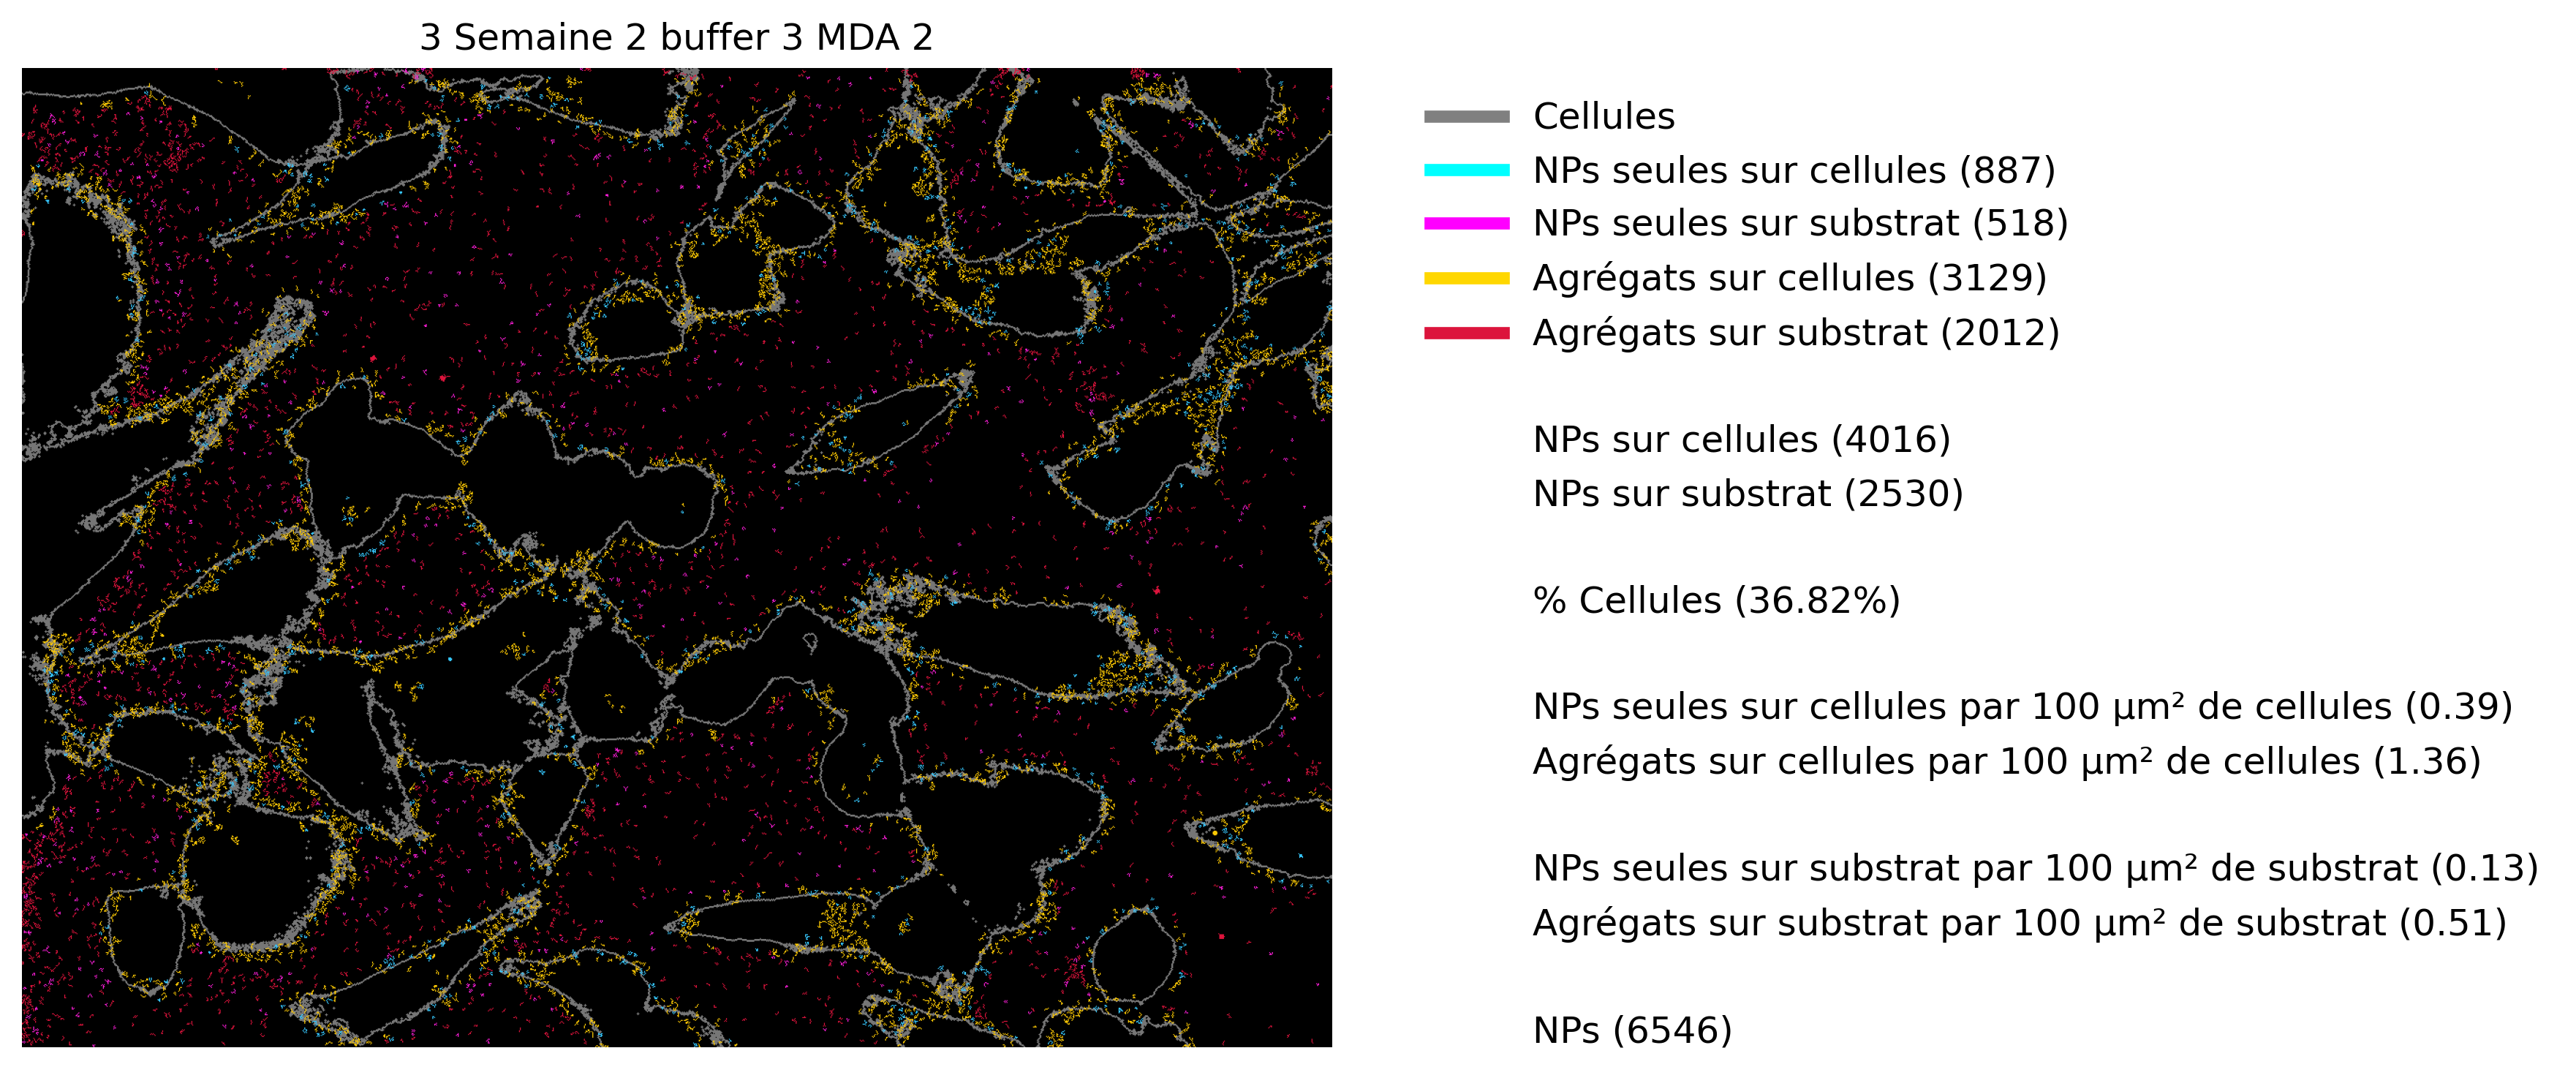 3 Semaine 2 buffer 3 MDA 2
Cellules
NPs seules sur cellules (887)
NPs seules sur substrat (518)
Agrégats sur cellules (3129)
Agrégats sur substrat (2012)
NPs sur cellules (4016)
NPs sur substrat (2530)
% Cellules (36.82%)
NPs seules sur cellules par 100 µm² de cellules (0.39)
Agrégats sur cellules par 100 µm² de cellules (1.36)
NPs seules sur substrat par 100 µm² de substrat (0.13)
Agrégats sur substrat par 100 µm² de substrat (0.51)
NPs (6546)